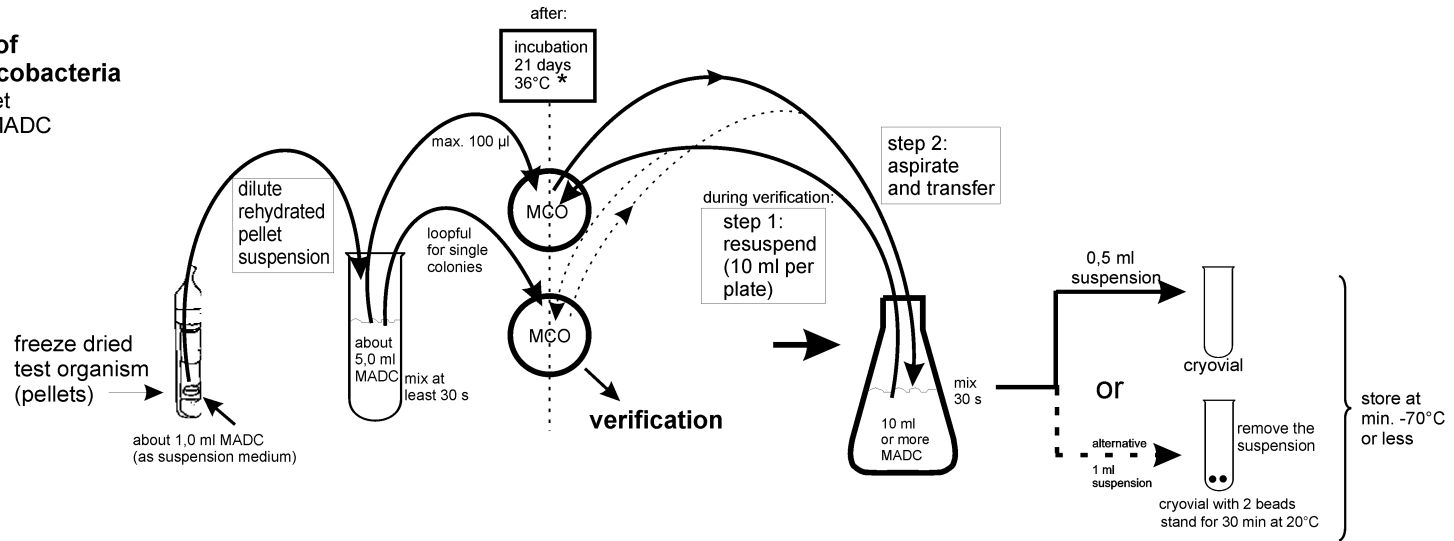 of
cobacteria
et
MADC
after:
incubation
21 days
36°C *
max. 100 µl
dilute
rehydrated
pellet
suspension
loopful
for single
colonies
MCO
MCO
during verification:
step 1:
resuspend
(10 ml per
plate)
step 2:
aspirate
and transfer
freeze dried
test organism
(pellets)
about 1,0 ml MADC
(as suspension medium)
about
5,0 ml
MADC
mix at
least 30 s
verification
10 ml
or more
MADC
mix
30 s
0,5 ml
suspension
cryovial
or
alternative
1 ml
suspension
remove the
suspension
cryovial with 2 beads
stand for 30 min at 20°C
store at
min. -70°C
or less